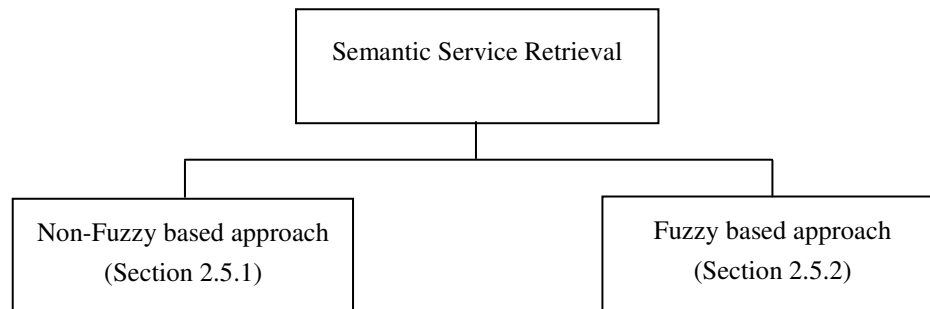 Semantic Service Retrieval
Non-Fuzzy based approach
(Section 2.5.1)
Fuzzy based approach
(Section 2.5.2)